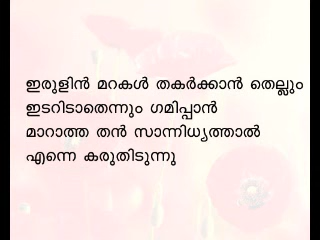 ഇരുളിൻ മറകൾ തകർക്കാൻ തെല്ലും
ഇടറിടാതെന്നും ഗമിപ്പാൻ
മാറാത്ത തൻ സാന്നിധ്യത്താൽ
എന്നെ കരുതിടുന്നു